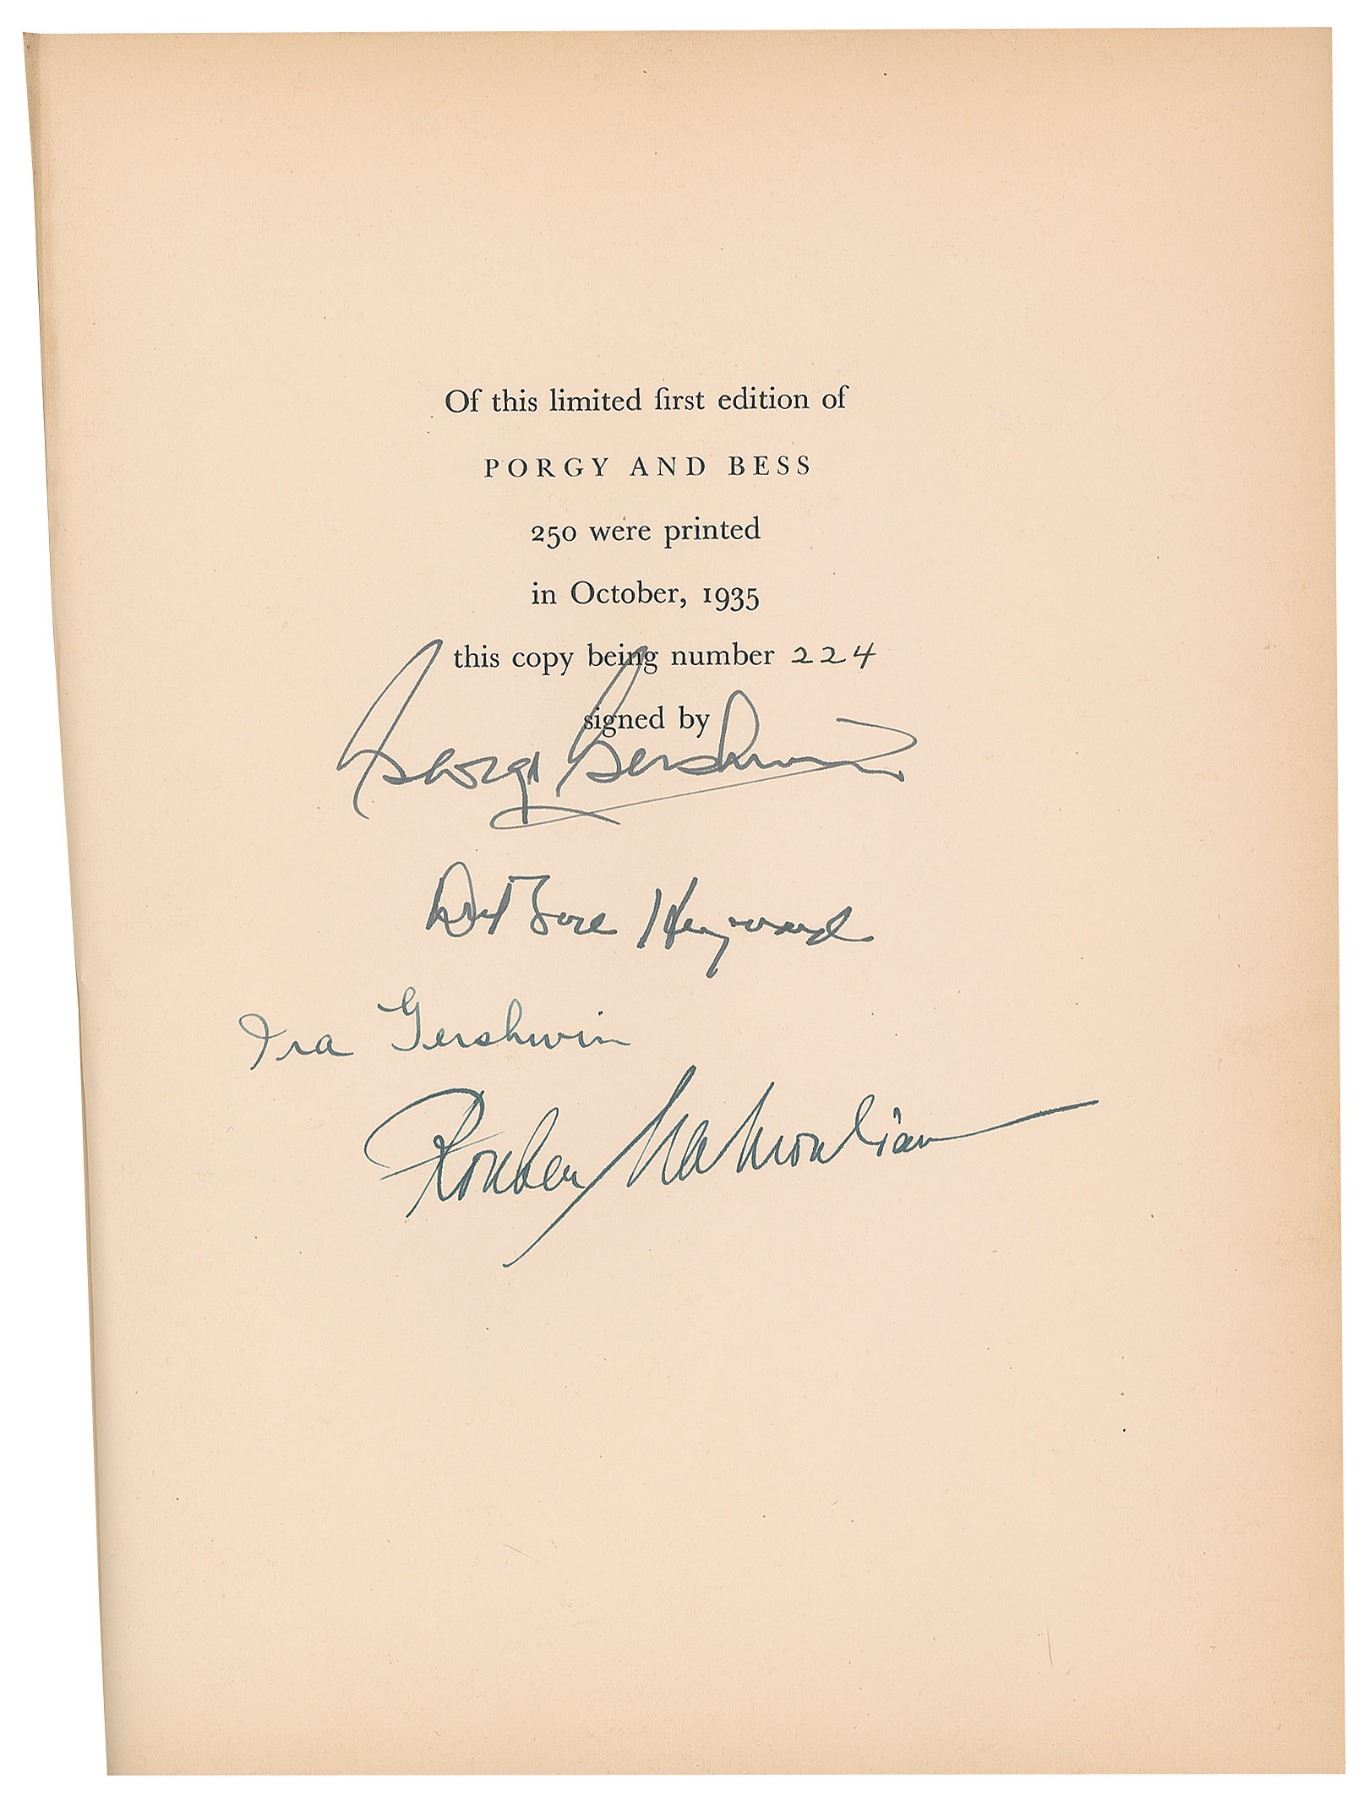 Of this limited first edition of
PORGY AND BESS
250 were printed
in October, 1935
this copy being number 224
signed by
George Gershwin
DuBose Heyward
Ira Gershwin
Rouben Mamoulian